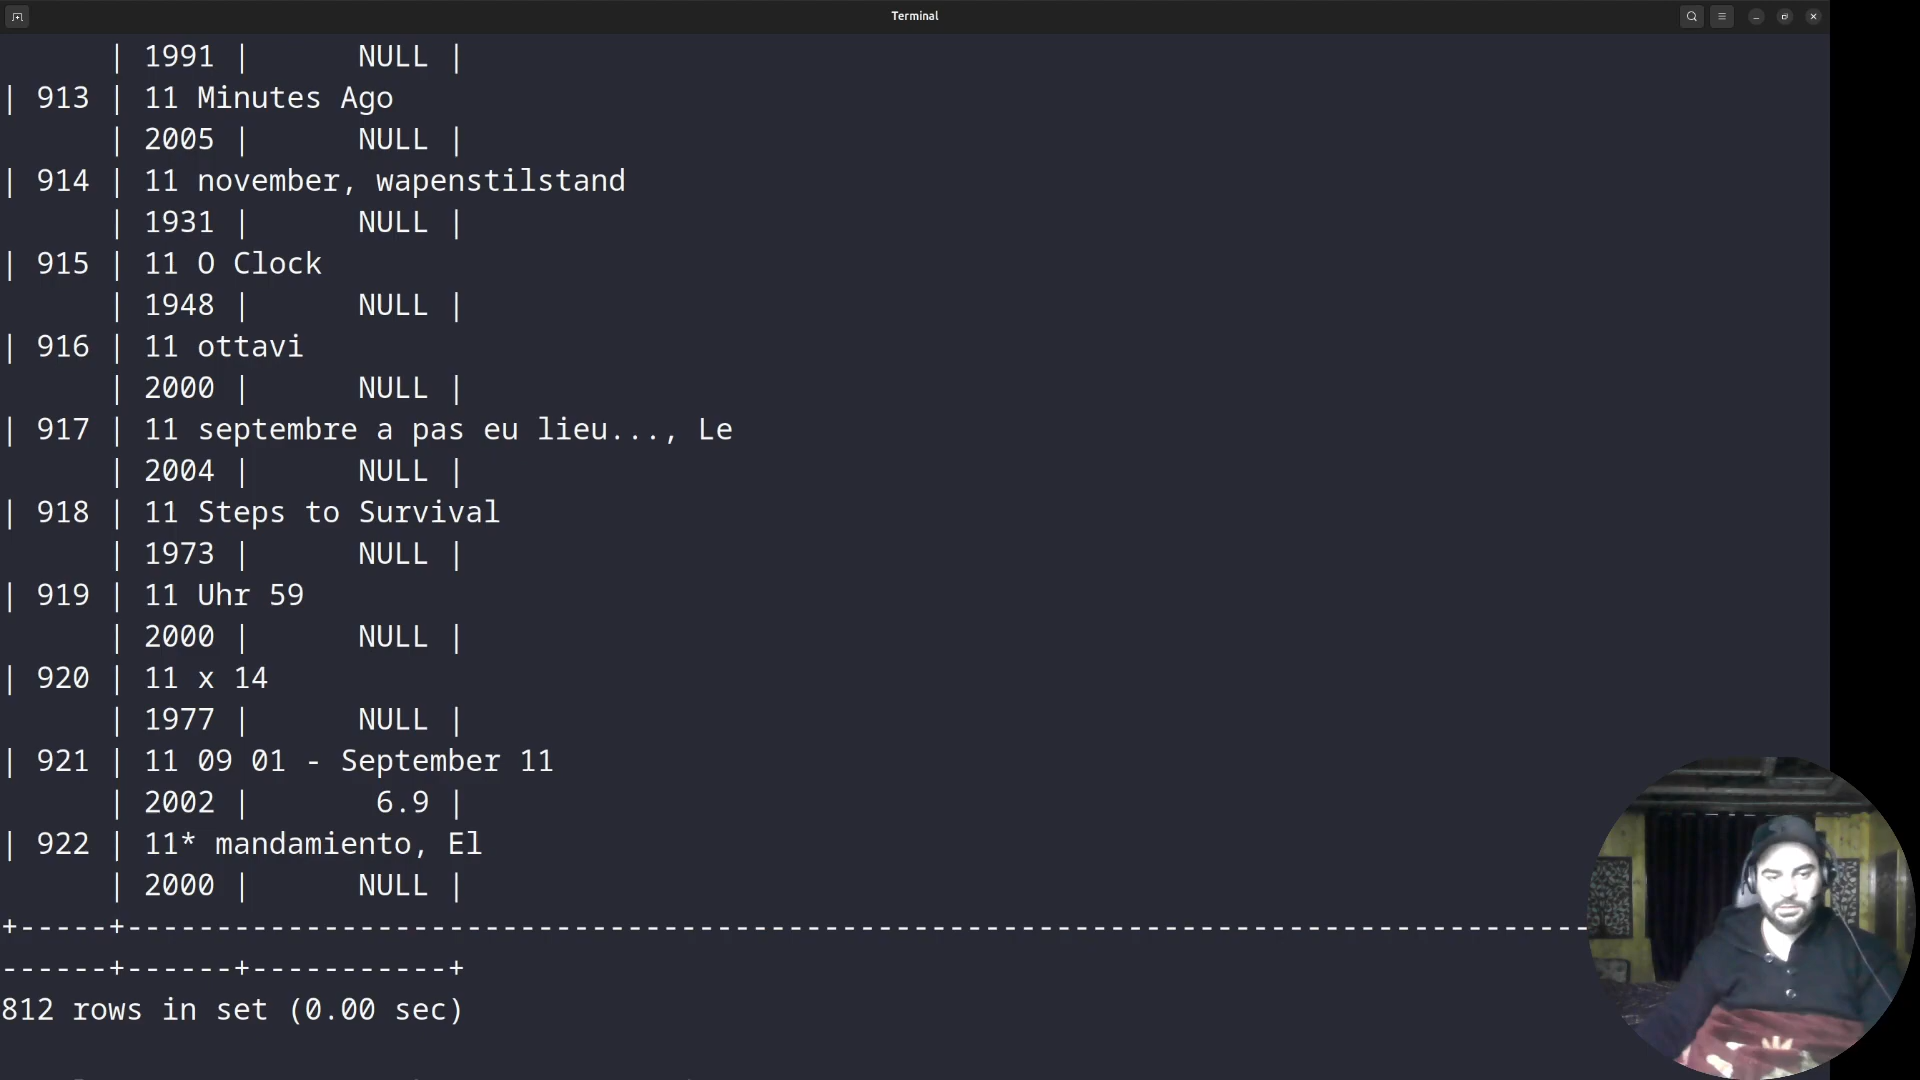 Terminal
| 1991 |      NULL |
| 913 | 11 Minutes Ago
| 2005 |      NULL |
| 914 | 11 november, wapenstilstand
| 1931 |      NULL |
| 915 | 11 O Clock
| 1948 |      NULL |
| 916 | 11 ottavi
| 2000 |      NULL |
| 917 | 11 septembre a pas eu lieu..., Le
| 2004 |      NULL |
| 918 | 11 Steps to Survival
| 1973 |      NULL |
| 919 | 11 Uhr 59
| 2000 |      NULL |
| 920 | 11 x 14
| 1977 |      NULL |
| 921 | 11 09 01 - September 11
| 2002 |       6.9 |
| 922 | 11* mandamiento, El
| 2000 |      NULL |
+-----+----------------------------------------------------------------------------------
------+------+-----------+
812 rows in set (0.00 sec)